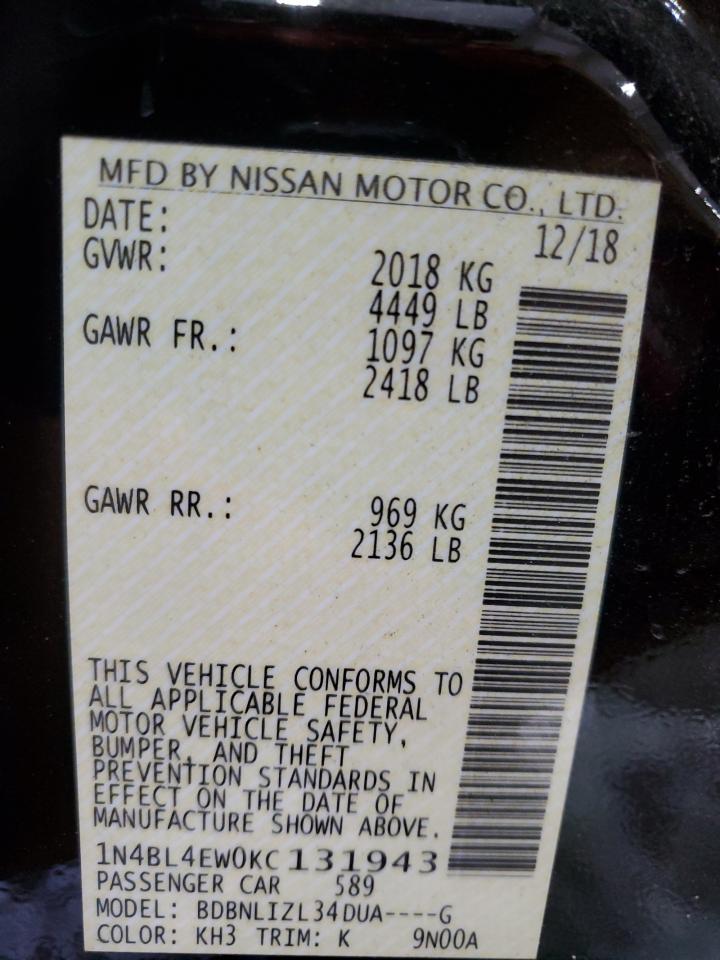 MFD BY NISSAN MOTOR CO., LTD.
DATE: 12/18
GVWR: 2018 KG
4449 LB
GAWR FR.: 1097 KG
2418 LB
GAWR RR.: 969 KG
2136 LB
THIS VEHICLE CONFORMS TO
ALL APPLICABLE FEDERAL
MOTOR VEHICLE SAFETY,
BUMPER, AND THEFT
PREVENTION STANDARDS IN
EFFECT ON THE DATE OF
MANUFACTURE SHOWN ABOVE.
1N4BL4EW0KC131943
PASSENGER CAR 589
MODEL: BDBNLIZL34DUA----G
COLOR: KH3 TRIM: K 9N00A